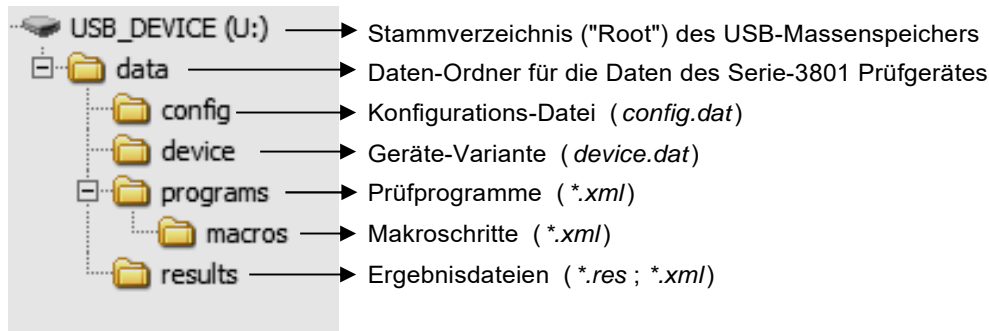 USB_DEVICE (U:) Stammverzeichnis ("Root") des USB-Massenspeichers
data Daten-Ordner für die Daten des Serie-3801 Prüfgerätes
config Konfigurations-Datei (config.dat)
device Geräte-Variante (device.dat)
programs Prüfprogramme (*.xml)
macros Makroschritte (*.xml)
results Ergebnisdateien (*.res ; *.xml)